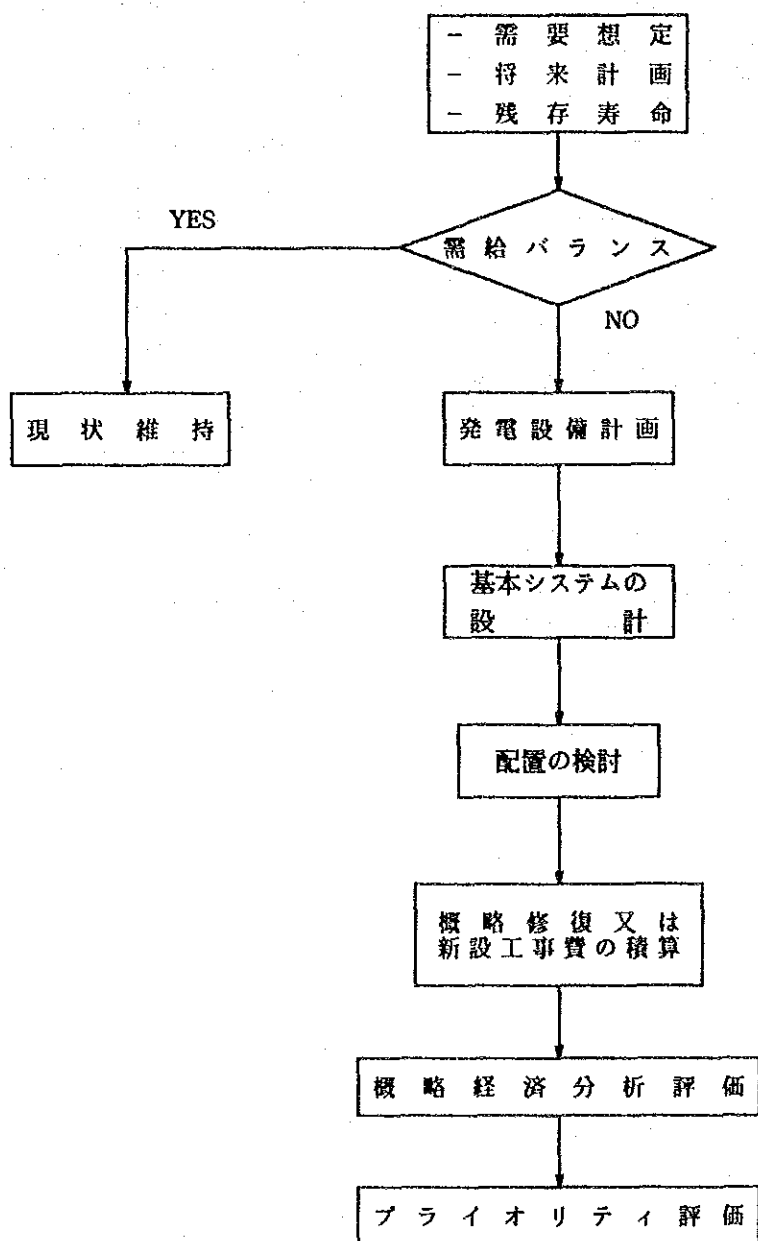 - 需要想定
- 将来計画
- 残存寿命
YES
需給バランス
NO
現状維持
発電設備計画
基本システムの
設計
配置の検討
概略修復又は
新設工事費の積算
概略経済分析評価
プライオリティ評価